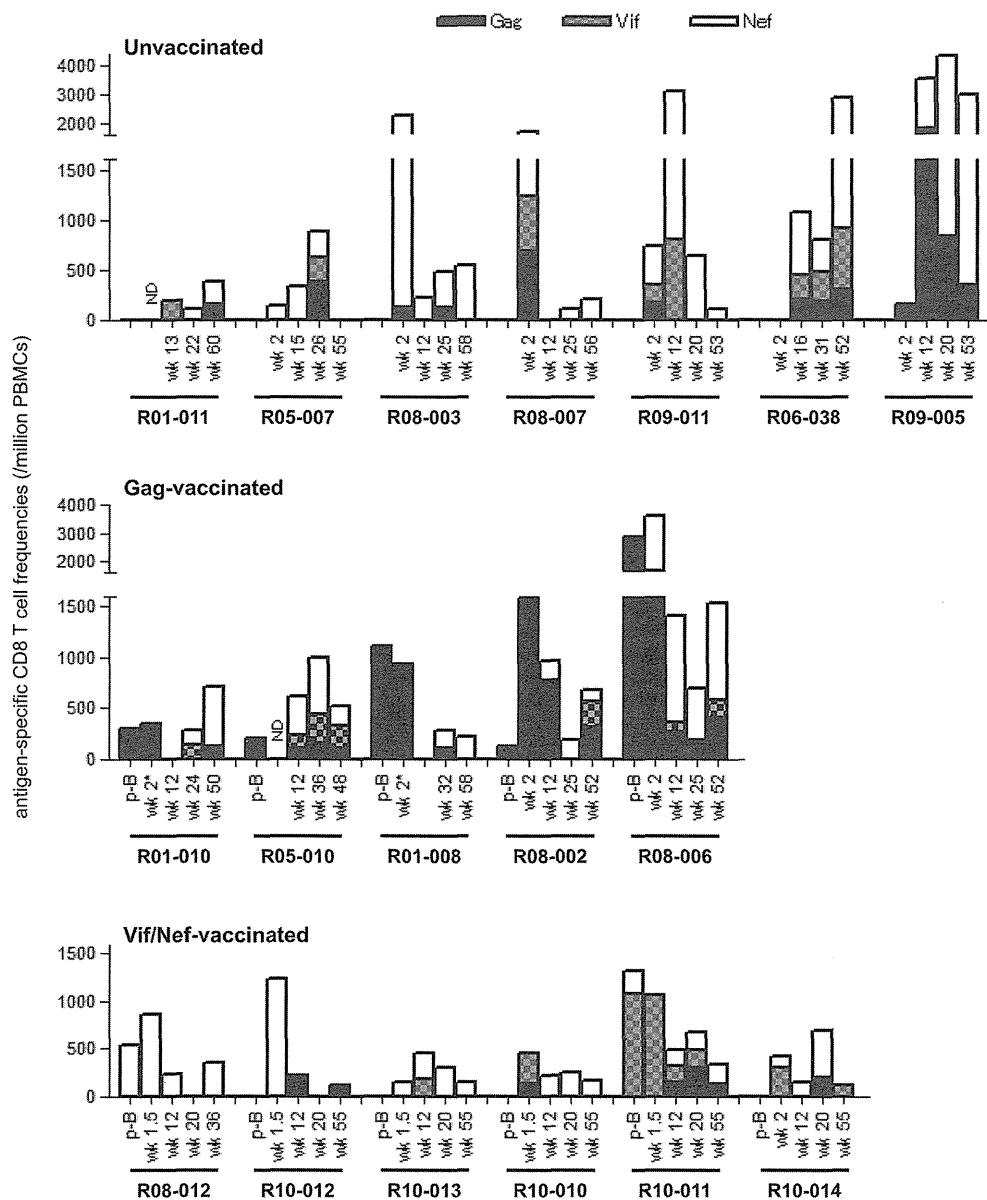 Gag Vif Nef
Unvaccinated
4000
3000
2000
1500
1000
500
0
ND
wk 13 wk 22 wk 60 wk 2 wk 15 wk 26 wk 55 wk 2 wk 12 wk 25 wk 58 wk 2 wk 12 wk 25 wk 56 wk 2 wk 12 wk 20 wk 53 wk 2 wk 16 wk 31 wk 52 wk 2 wk 12 wk 20 wk 53
R01-011 R05-007 R08-003 R08-007 R09-011 R06-038 R09-005
antigen-specific CD8 T cell frequencies (/million PBMCs)
Gag-vaccinated
4000
3000
2000
1500
1000
500
0
ND
p-B wk 2* wk 12 wk 24 wk 50 p-B wk 12 wk 36 wk 48 p-B wk 2* wk 32 wk 58 p-B wk 2 wk 12 wk 25 wk 52 p-B wk 2 wk 12 wk 25 wk 52
R01-010 R05-010 R01-008 R08-002 R08-006
Vif/Nef-vaccinated
1500
1000
500
0
p-B wk 1.5 wk 12 wk 20 wk 36 p-B wk 1.5 wk 12 wk 20 wk 55 p-B wk 1.5 wk 12 wk 20 wk 55 p-B wk 1.5 wk 12 wk 20 wk 55 p-B wk 1.5 wk 12 wk 20 wk 55 p-B wk 2 wk 12 wk 20 wk 55
R08-012 R10-012 R10-013 R10-010 R10-011 R10-014